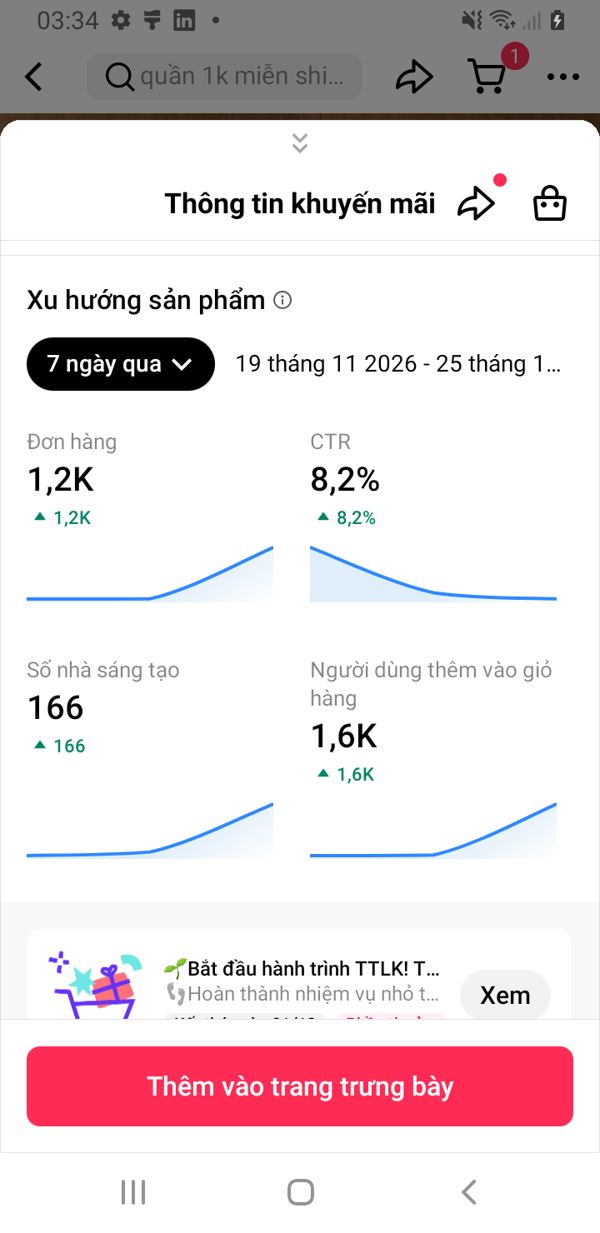 03:34
quần 1k miễn shi...
1
Thông tin khuyến mãi
Xu hướng sản phẩm
7 ngày qua
19 tháng 11 2026 - 25 tháng 1...
Đơn hàng
1,2K
1,2K
CTR
8,2%
8,2%
Số nhà sáng tạo
166
166
Người dùng thêm vào giỏ
hàng
1,6K
1,6K
🌱Bắt đầu hành trình TTLK! T...
👣Hoàn thành nhiệm vụ nhỏ t...
Xem
Thêm vào trang trưng bày